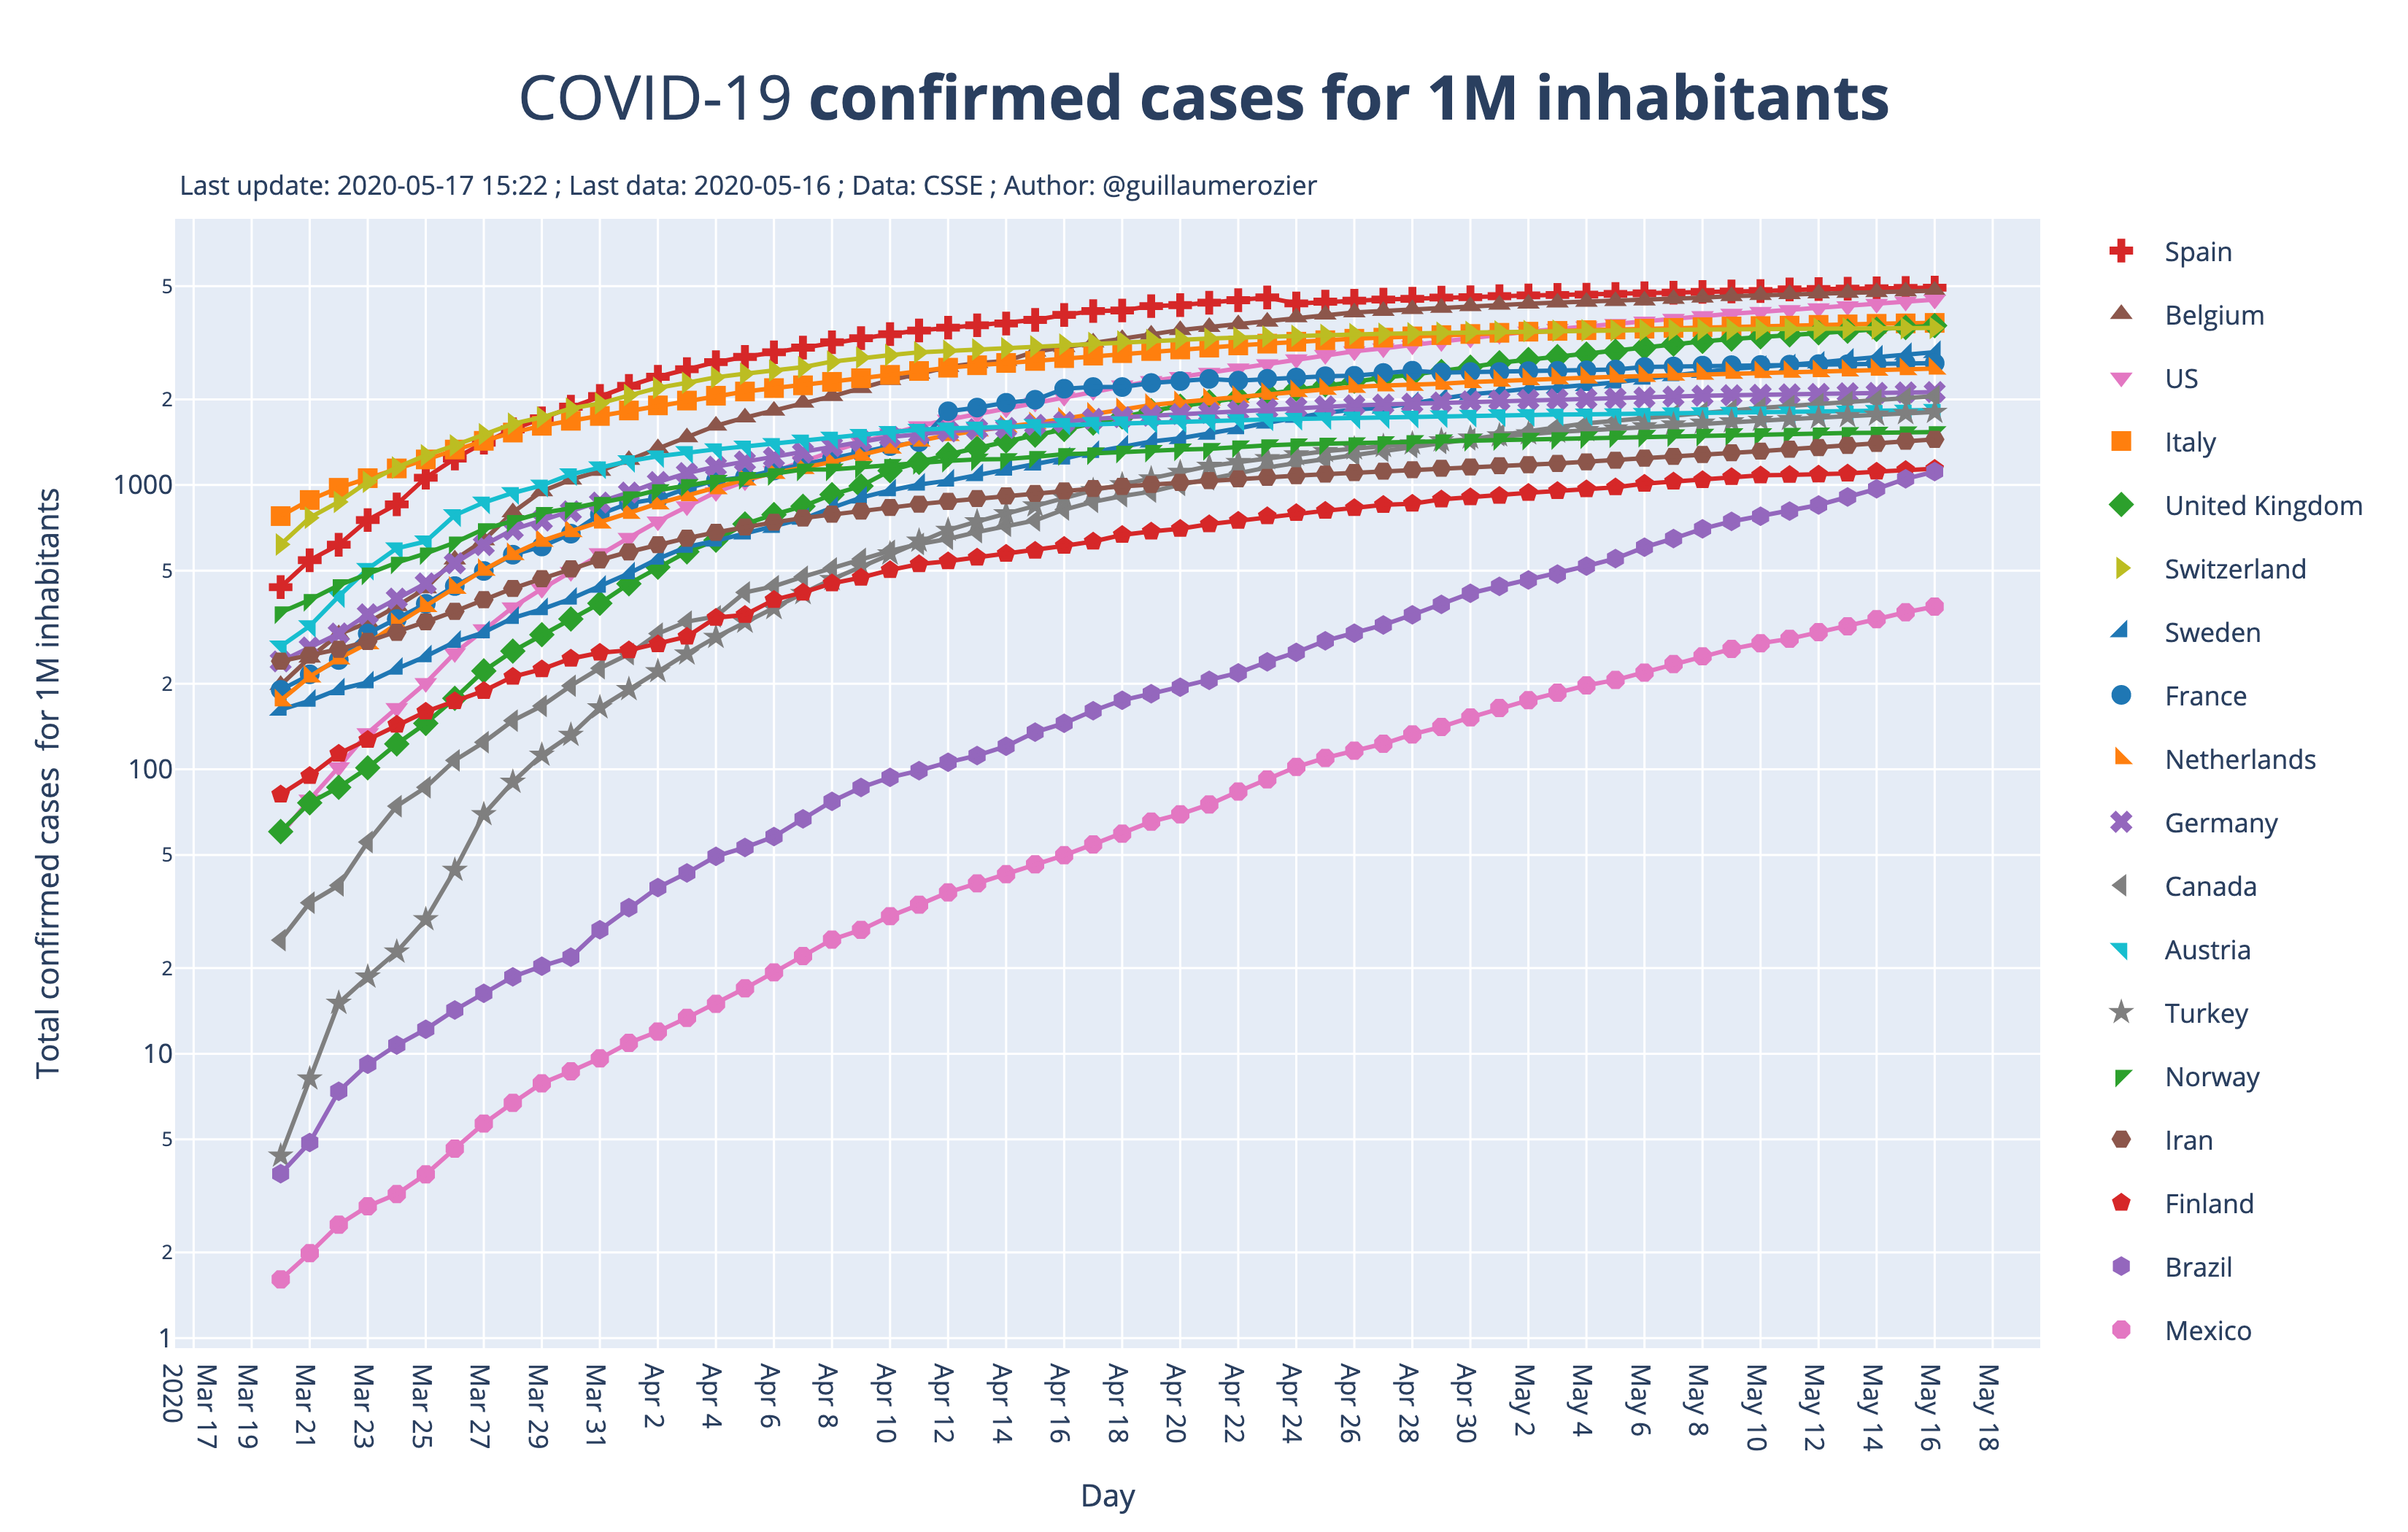 COVID-19 confirmed cases for 1M inhabitants
Last update: 2020-05-17 15:22 ; Last data: 2020-05-16 ; Data: CSSE ; Author: @guillaumerozier
Total confirmed cases for 1M inhabitants
5
2
1000
5
2
100
5
2
10
5
2
1
Mar 17
2020
Mar 19
Mar 21
Mar 23
Mar 25
Mar 27
Mar 29
Mar 31
Apr 2
Apr 4
Apr 6
Apr 8
Apr 10
Apr 12
Apr 14
Apr 16
Apr 18
Apr 20
Apr 22
Apr 24
Apr 26
Apr 28
Apr 30
May 2
May 4
May 6
May 8
May 10
May 12
May 14
May 16
May 18
Day
Spain
Belgium
US
Italy
United Kingdom
Switzerland
Sweden
France
Netherlands
Germany
Canada
Austria
Turkey
Norway
Iran
Finland
Brazil
Mexico